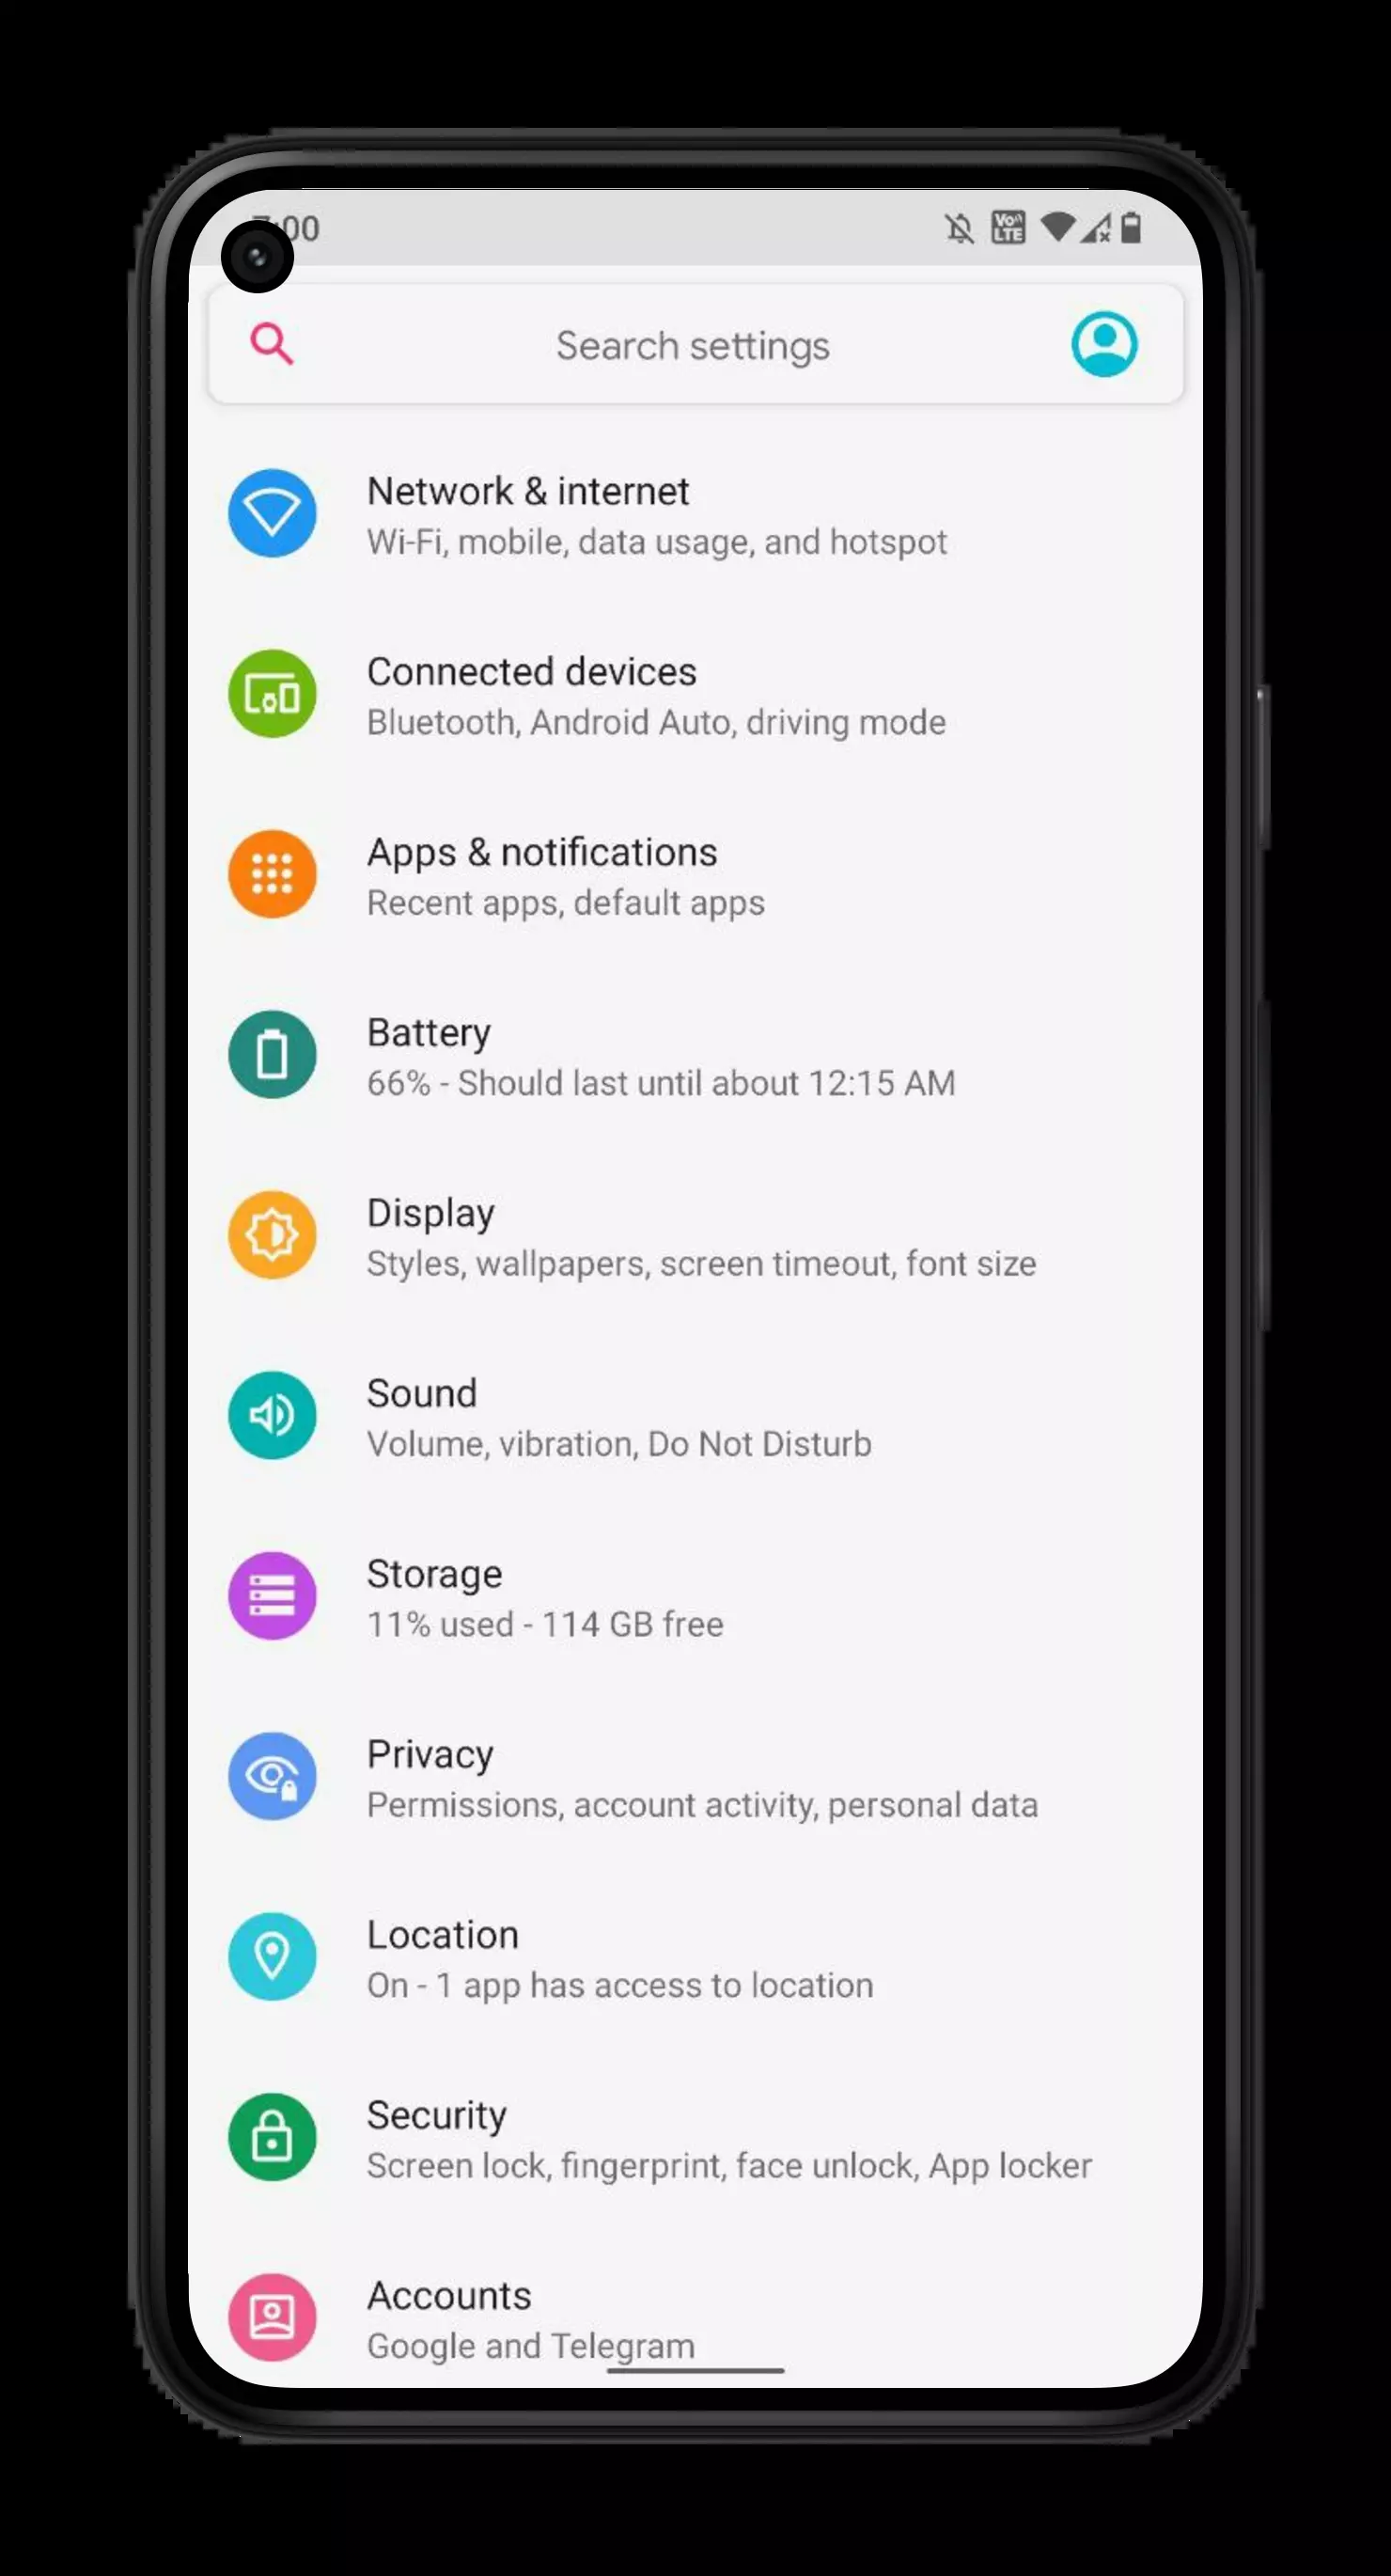 :00
Vo))
LTE
Search settings
Network & internet
Wi-Fi, mobile, data usage, and hotspot
Connected devices
Bluetooth, Android Auto, driving mode
Apps & notifications
Recent apps, default apps
Battery
66% - Should last until about 12:15 AM
Display
Styles, wallpapers, screen timeout, font size
Sound
Volume, vibration, Do Not Disturb
Storage
11% used - 114 GB free
Privacy
Permissions, account activity, personal data
Location
On - 1 app has access to location
Security
Screen lock, fingerprint, face unlock, App locker
Accounts
Google and Telegram